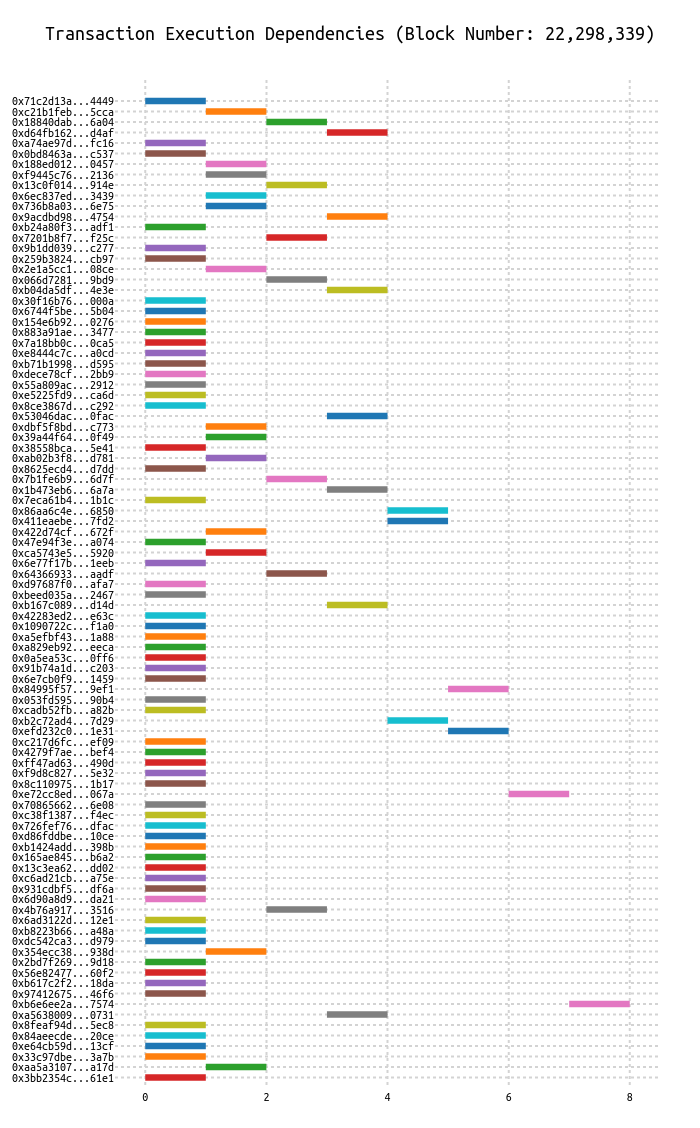 Transaction Execution Dependencies (Block Number: 22,298,339)
0x71c2d13a...4449
0xc21b1feb...5cca
0x18840dab...6a04
0xd64fb162...d4af
0xa74ae97d...fc16
0x0bd8463a...c537
0x188ed012...0457
0xf9445c76...2136
0x13c0f014...914e
0x6ec837ed...3439
0x736b8a03...6e75
0x9acdbd98...4754
0xb24a80f3...adf1
0x7201b8f7...f25c
0x9b1dd039...c277
0x259b3824...cb97
0x2e1a5cc1...08ce
0x066d7281...9bd9
0xb04da5df...4e3e
0x30f16b76...000a
0x6744f5be...5b04
0x154e6b92...0276
0x883a91ae...3477
0x7a18bb0c...0ca5
0xe8444c7c...a0cd
0xb71b1998...d595
0xdece78cf...2bb9
0x55a809ac...2912
0xe5225fd9...ca6d
0x8ce3867d...c292
0x53046dac...0fac
0xdbf5f8bd...c773
0x39a44f64...0f49
0x38558bca...5e41
0xab02b3f8...d781
0x8625ecd4...d7dd
0x7b1fe6b9...6d7f
0x1b473eb6...6a7a
0x7eca61b4...1b1c
0x86aa6c4e...6850
0x411eaebe...7fd2
0x422d74cf...672f
0x47e94f3e...a074
0xca5743e5...5920
0x6e77f17b...1eeb
0x64366933...aadf
0xd97687f0...afa7
0xbeed035a...2467
0xb167c089...d14d
0x42283ed2...e63c
0x1090722c...f1a0
0xa5efbf43...1a88
0xa829eb92...eeca
0x0a5ea53c...0ff6
0x91b74a1d...c203
0x6e7cb0f9...1459
0x84995f57...9ef1
0x053fd595...90b4
0xcadb52fb...a82b
0xb2c72ad4...7d29
0xefd232c0...1e31
0xc217d6fc...ef09
0x4279f7ae...bef4
0xff47ad63...490d
0xf9d8c827...5e32
0x8c110975...1b17
0xe72cc8ed...067a
0x70865662...6e08
0xc38f1387...f4ec
0x726fef76...dfac
0xd86fddbe...10ce
0xb1424add...398b
0x165ae845...b6a2
0x13c3ea62...dd02
0xc6ad21cb...a75e
0x931cdbf5...df6a
0x6d90a8d9...da21
0x4b76a917...3516
0x6ad3122d...12e1
0xb8223b66...a48a
0xdc542ca3...d979
0x354ecc38...938d
0x2bd7f269...9d18
0x56e82477...60f2
0xb617c2f2...18da
0x97412675...46f6
0xb6e6ee2a...7574
0xa5638009...0731
0x8feaf94d...5ec8
0x84aeecde...20ce
0xe64cb59d...13cf
0x33c97dbe...3a7b
0xaa5a3107...a17d
0x3bb2354c...61e1
0 2 4 6 8